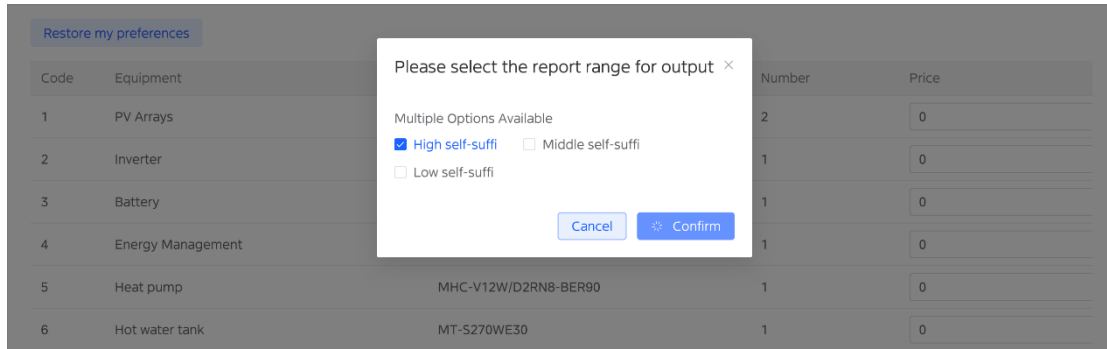 Restore my preferences
Code Equipment Number Price
Please select the report range for output
Multiple Options Available
High self-suffi Middle self-suffi
Low self-suffi
Cancel Confirm
1 PV Arrays 2 0
2 Inverter 1 0
3 Battery 1 0
4 Energy Management 1 0
5 Heat pump MHC-V12W/D2RN8-BER90 1 0
6 Hot water tank MT-S270WE30 1 0